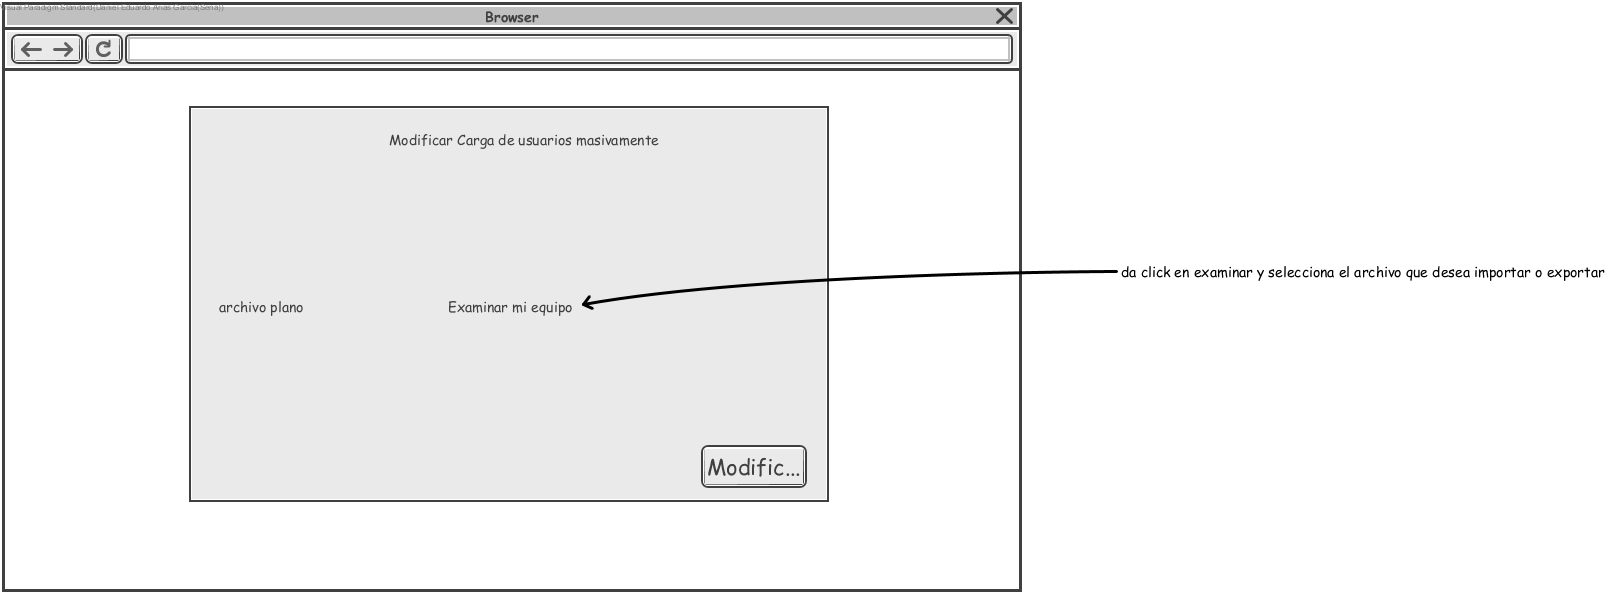 Visual Paradigm Standard(Daniel Eduardo Arias Garcia(Sena))
Browser
Modificar Carga de usuarios masivamente
da click en examinar y selecciona el archivo que desea importar o exportar
archivo plano
Examinar mi equipo
Modific...